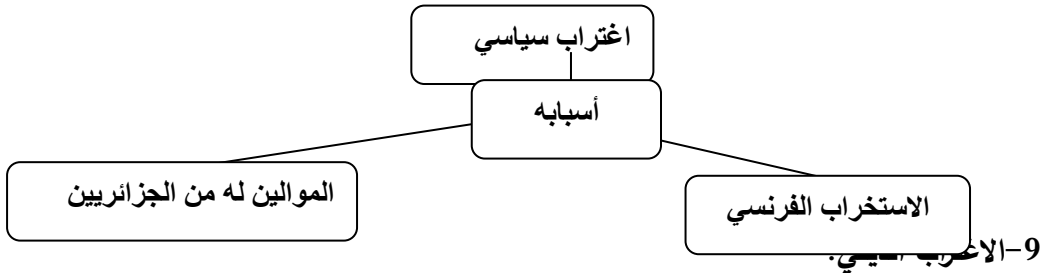 اغتراب سياسي
أسبابه
الاستخراب الفرنسي
الموالين له من الجزائريين
9-الاغتراب